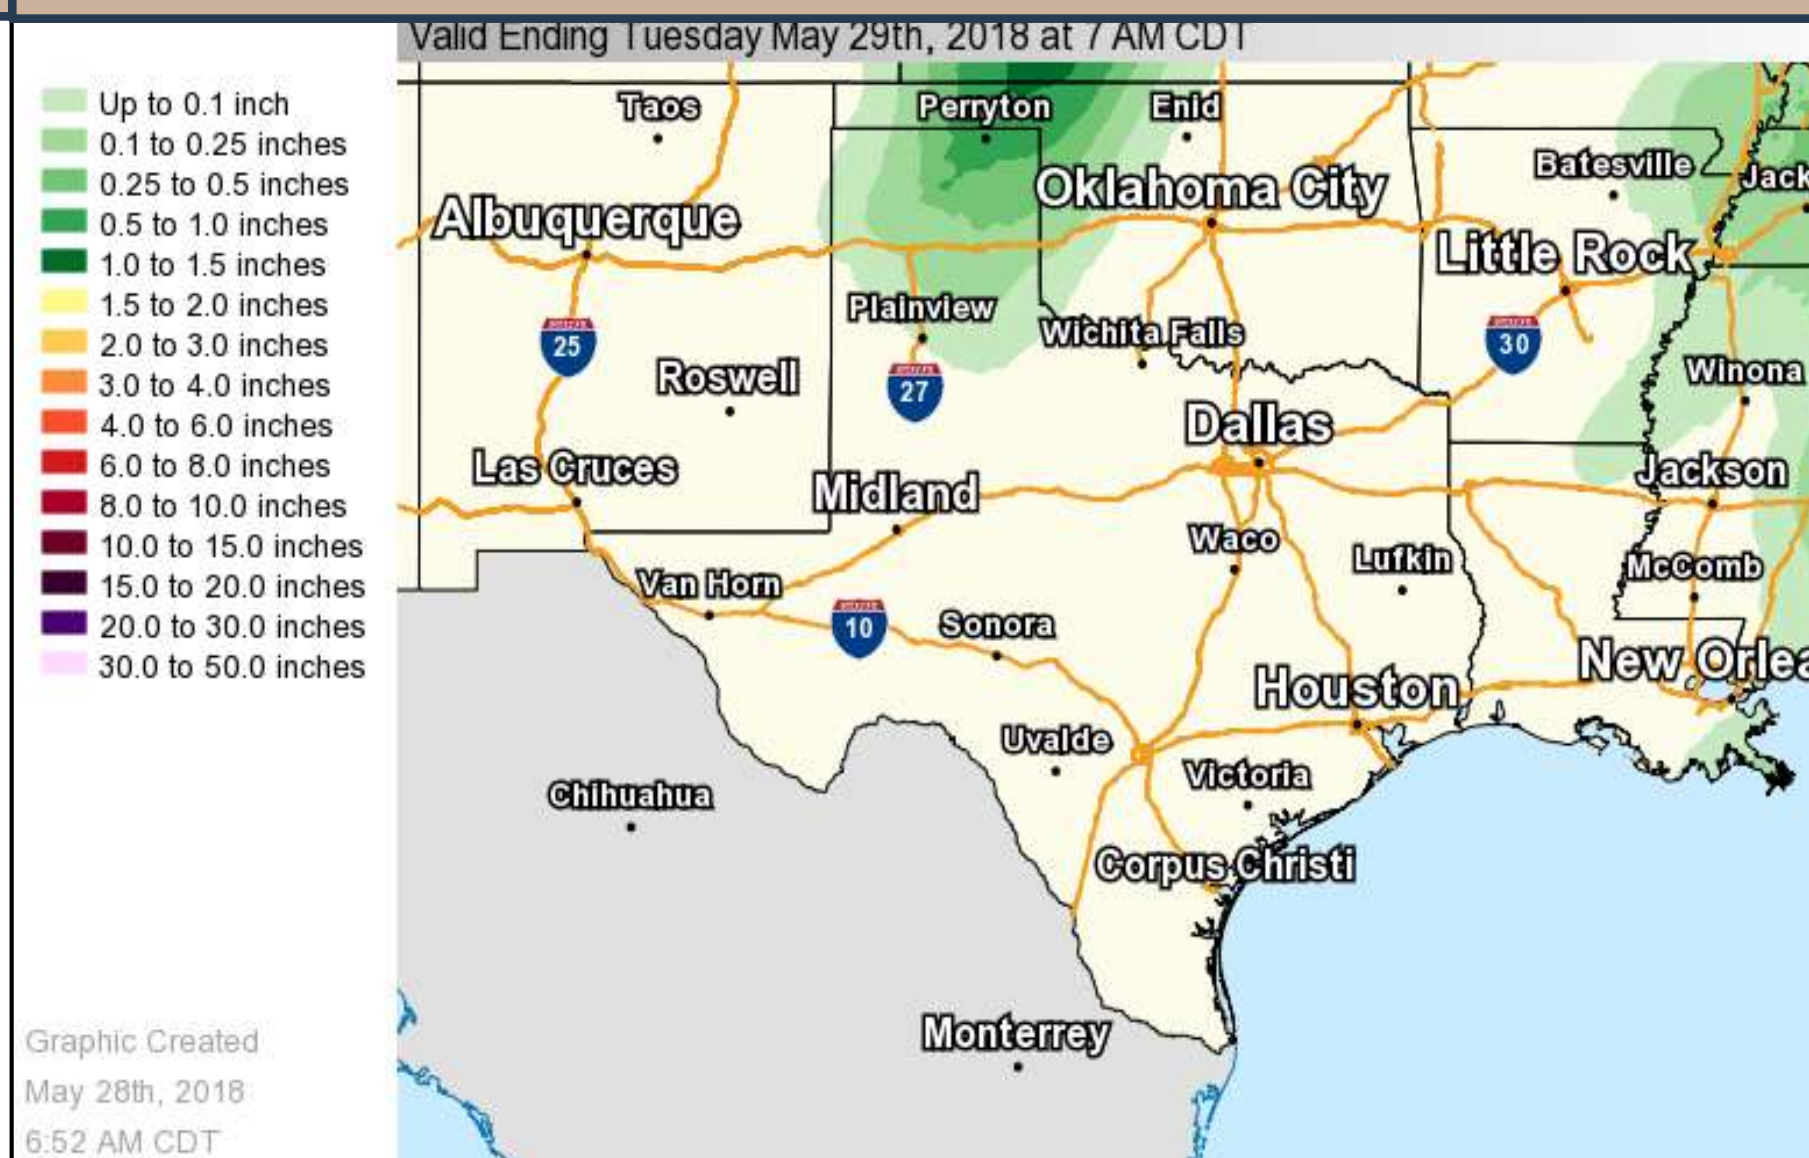 Valid Ending Tuesday May 29th, 2018 at 7 AM CDT
Up to 0.1 inch
0.1 to 0.25 inches
0.25 to 0.5 inches
0.5 to 1.0 inches
1.0 to 1.5 inches
1.5 to 2.0 inches
2.0 to 3.0 inches
3.0 to 4.0 inches
4.0 to 6.0 inches
6.0 to 8.0 inches
8.0 to 10.0 inches
10.0 to 15.0 inches
15.0 to 20.0 inches
20.0 to 30.0 inches
30.0 to 50.0 inches
Graphic Created
May 28th, 2018
6:52 AM CDT
Taos
Perryton
Enid
Batesville
Jack
Oklahoma City
Albuquerque
Little Rock
Plainview
Wichita Falls
25
30
Winona
Roswell
27
Dallas
Las Cruces
Jackson
Midland
Waco
Lufkin
McComb
Van Horn
10
Sonora
New Orlea
Houston
Uvalde
Victoria
Chihuahua
Corpus Christi
Monterrey